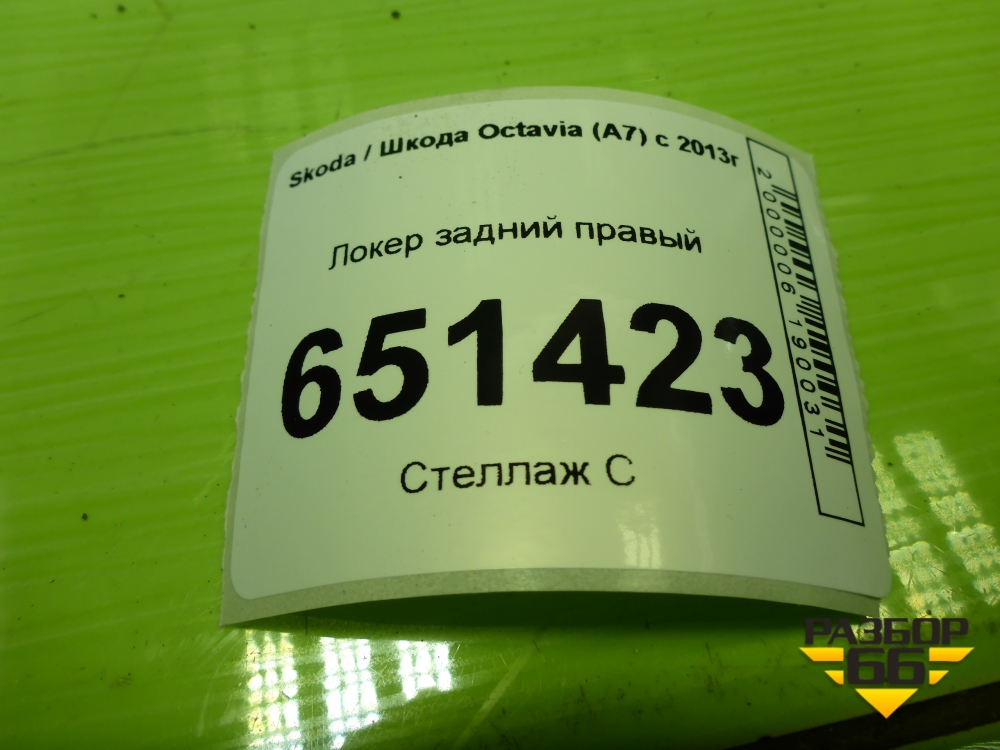 Skoda / Шкода Octavia (A7) с 2013г
Локер задний правый
651423
Стеллаж С
2000006190031
РАЗБОР
66